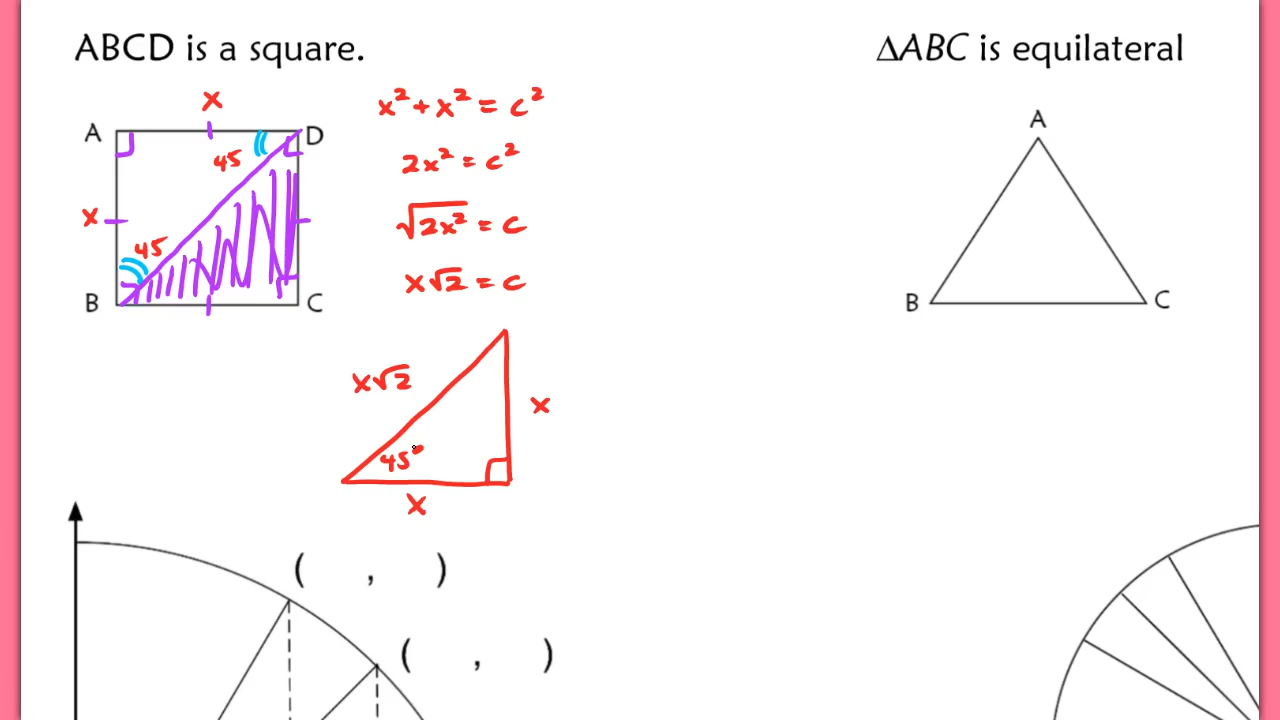 ABCD is a square.
x
A
D
45
x
45
B
C
x² + x² = c²
2x² = c²
√2x² = c
x√2 = c
x√2
x
45°
x
( , )
( , )
ΔABC is equilateral
A
B
C